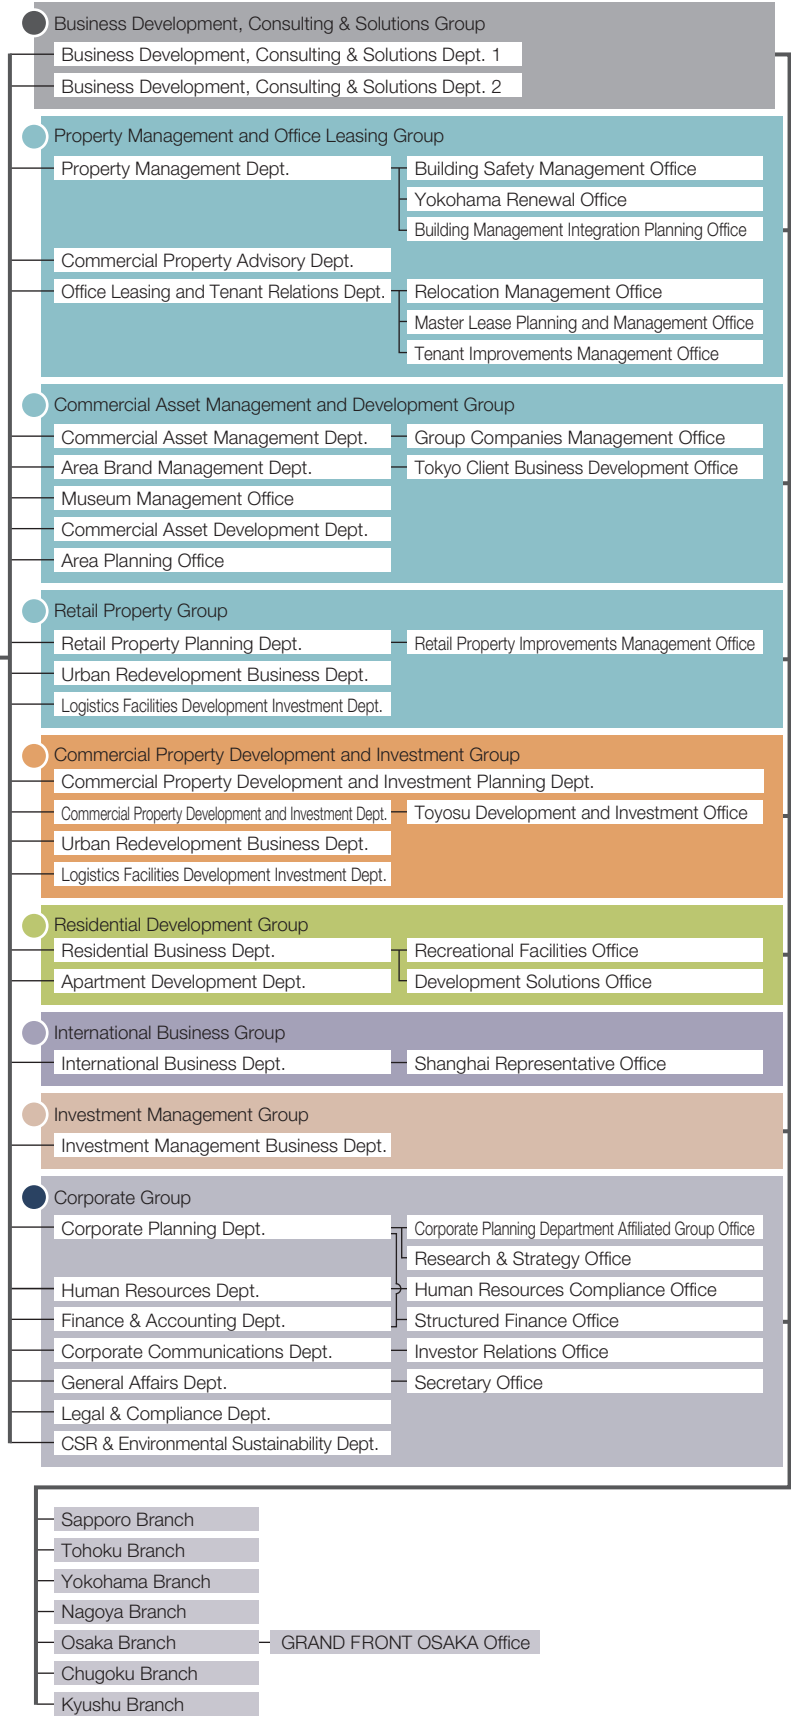 Business Development, Consulting & Solutions Group
Business Development, Consulting & Solutions Dept. 1
Business Development, Consulting & Solutions Dept. 2
Property Management and Office Leasing Group
Property Management Dept.
Building Safety Management Office
Yokohama Renewal Office
Building Management Integration Planning Office
Commercial Property Advisory Dept.
Office Leasing and Tenant Relations Dept.
Relocation Management Office
Master Lease Planning and Management Office
Tenant Improvements Management Office
Commercial Asset Management and Development Group
Commercial Asset Management Dept.
Group Companies Management Office
Area Brand Management Dept.
Tokyo Client Business Development Office
Museum Management Office
Commercial Asset Development Dept.
Area Planning Office
Retail Property Group
Retail Property Planning Dept.
Retail Property Improvements Management Office
Urban Redevelopment Business Dept.
Logistics Facilities Development Investment Dept.
Commercial Property Development and Investment Group
Commercial Property Development and Investment Planning Dept.
Commercial Property Development and Investment Dept.
Toyosu Development and Investment Office
Urban Redevelopment Business Dept.
Logistics Facilities Development Investment Dept.
Residential Development Group
Residential Business Dept.
Recreational Facilities Office
Apartment Development Dept.
Development Solutions Office
International Business Group
International Business Dept.
Shanghai Representative Office
Investment Management Group
Investment Management Business Dept.
Corporate Group
Corporate Planning Dept.
Corporate Planning Department Affiliated Group Office
Research & Strategy Office
Human Resources Dept.
Human Resources Compliance Office
Finance & Accounting Dept.
Structured Finance Office
Corporate Communications Dept.
Investor Relations Office
General Affairs Dept.
Secretary Office
Legal & Compliance Dept.
CSR & Environmental Sustainability Dept.
Sapporo Branch
Tohoku Branch
Yokohama Branch
Nagoya Branch
Osaka Branch
GRAND FRONT OSAKA Office
Chugoku Branch
Kyushu Branch